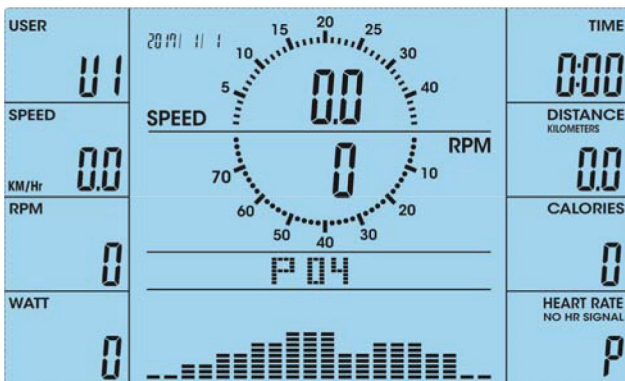 USER
U1
SPEED
KM/Hr 0.0
RPM
0
WATT
0
2019/ 1/ 1
5 10 15 20 25 30 40
SPEED 0.0
0 RPM
70 60 50 40 30 20 10
P 04
TIME
0:00
DISTANCE
KILOMETERS
0.0
CALORIES
0
HEART RATE
NO HR SIGNAL
P